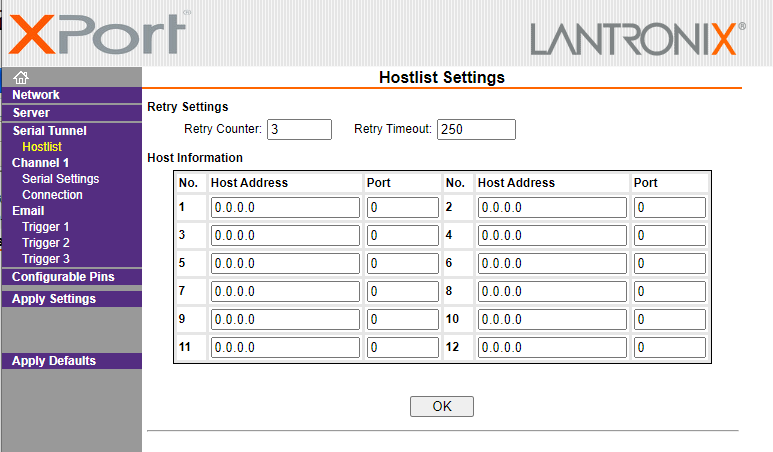 XPort™
LANTRONIX®
Hostlist Settings
Network
Server
Serial Tunnel
Hostlist
Channel 1
Serial Settings
Connection
Email
Trigger 1
Trigger 2
Trigger 3
Configurable Pins
Apply Settings
Apply Defaults
Retry Settings
Retry Counter: 3 Retry Timeout: 250
Host Information
No. Host Address Port No. Host Address Port
1 0.0.0.0 0 2 0.0.0.0 0
3 0.0.0.0 0 4 0.0.0.0 0
5 0.0.0.0 0 6 0.0.0.0 0
7 0.0.0.0 0 8 0.0.0.0 0
9 0.0.0.0 0 10 0.0.0.0 0
11 0.0.0.0 0 12 0.0.0.0 0
OK